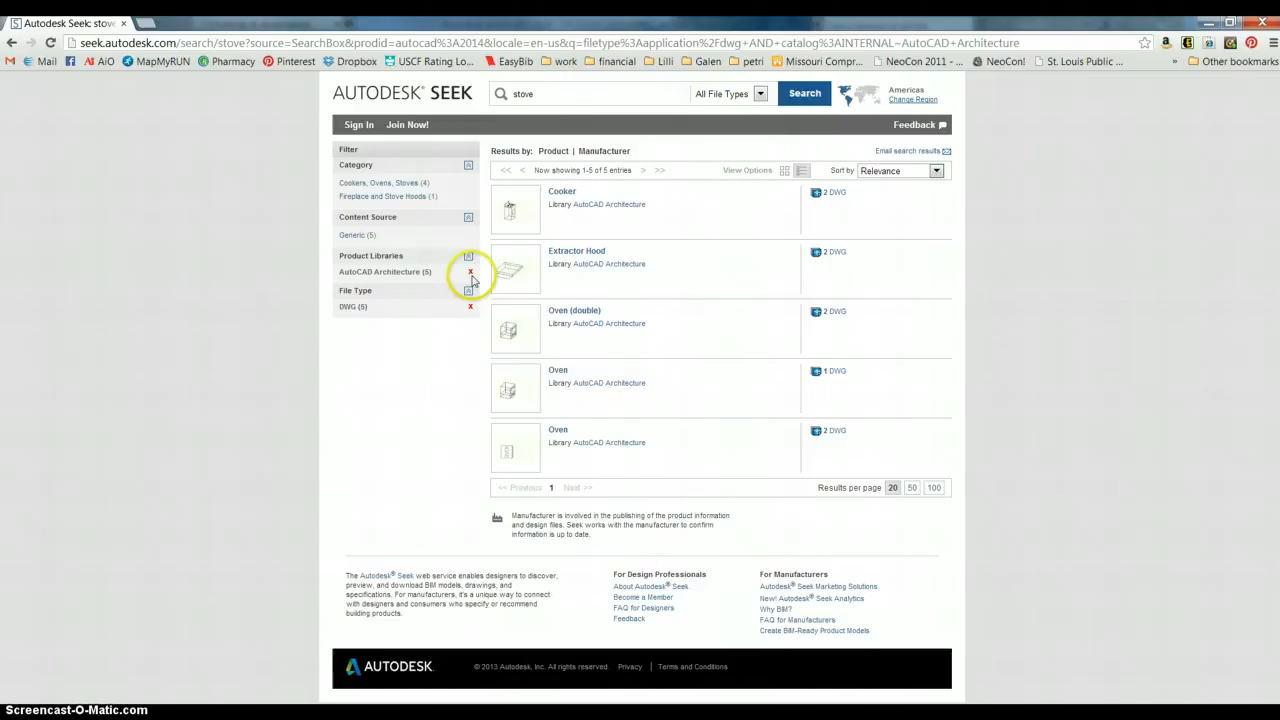 Autodesk Seek: stove
seek.autodesk.com/search/stove?source=SearchBox&prodid=autocad%3A2014&locale=en-us&q=filetype%3Aapplication%2Fdwg AND+catalog%3AINTERNAL~AutoCAD+Architecture
Mail AiO MapMyRUN Pharmacy Pinterest Dropbox USCF Rating Lo... EasyBib work financial Lilli Galen petri Missouri Compro... NeoCon 2011 - ... NeoCon! St. Louis Public ... » Other bookmarks
AUTODESK® SEEK stove All File Types Search Americas
Change Region
Sign In Join Now! Feedback
Filter
Category
Cookers, Ovens, Stoves (4)
Fireplace and Stove Hoods (1)
Content Source
Generic (5)
Product Libraries
AutoCAD Architecture (5) x
File Type
DWG (5) x
Results by: Product | Manufacturer Email search results
<< < Now showing 1-5 of 5 entries > >> View Options Sort by Relevance
Cooker
Library AutoCAD Architecture
2 DWG
Extractor Hood
Library AutoCAD Architecture
2 DWG
Oven (double)
Library AutoCAD Architecture
2 DWG
Oven
Library AutoCAD Architecture
1 DWG
Oven
Library AutoCAD Architecture
2 DWG
<< Previous 1 Next >> Results per page 20 50 100
Manufacturer is involved in the publishing of the product information
and design files. Seek works with the manufacturer to confirm
information is up to date.
The Autodesk® Seek web service enables designers to discover,
preview, and download BIM models, drawings, and
specifications. For manufacturers, it's a unique way to connect
with designers and consumers who specify or recommend
building products.
For Design Professionals
About Autodesk® Seek
Become a Member
FAQ for Designers
Feedback
For Manufacturers
Autodesk® Seek Marketing Solutions
New! Autodesk® Seek Analytics
Why BIM?
FAQ for Manufacturers
Create BIM-Ready Product Models
AUTODESK. © 2013 Autodesk, Inc. All rights reserved. Privacy | Terms and Conditions
Screencast-O-Matic.com